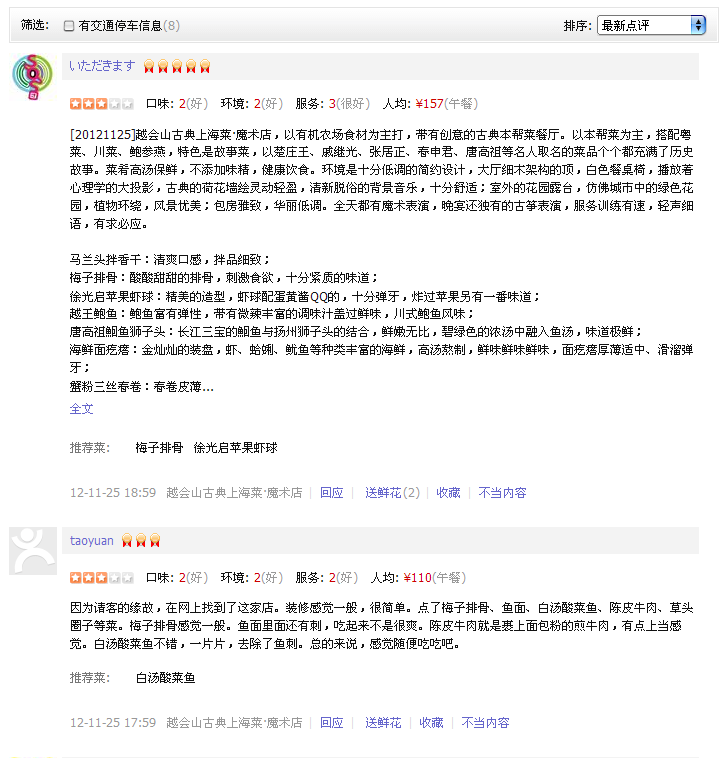 筛选: 有交通停车信息(8) 排序: 最新点评
いただきます
口味: 2(好) 环境: 2(好) 服务: 3(很好) 人均: ¥157(午餐)
[20121125]越会山古典上海菜·魔术店，以有机农场食材为主打，带有创意的古典本帮菜餐厅。以本帮菜为主，搭配粤
菜、川菜、鲍参燕，特色是故事菜，以楚庄王、戚继光、张居正、春申君、唐高祖等名人取名的菜品个个都充满了历史
故事。菜肴高汤保鲜，不添加味精，健康饮食。环境是十分低调的简约设计，大厅细木架构的顶，白色餐桌椅，播放着
心理学的大投影，古典的荷花墙绘灵动轻盈，清新脱俗的背景音乐，十分舒适；室外的花园露台，仿佛城市中的绿色花
园，植物环绕，风景优美；包房雅致，华丽低调。全天都有魔术表演，晚宴还独有的古筝表演，服务训练有速，轻声细
语，有求必应。
马兰头拌香干：清爽口感，拌品细致；
梅子排骨：酸酸甜甜的排骨，刺激食欲，十分紧质的味道；
徐光启苹果虾球：精美的造型，虾球配蛋黄酱QQ的，十分弹牙，炸过苹果另有一番味道；
越王鲍鱼：鲍鱼富有弹性，带有微辣丰富的调味汁盖过鲜味，川式鲍鱼风味；
唐高祖鮰鱼狮子头：长江三宝的鮰鱼与扬州狮子头的结合，鲜嫩无比，碧绿色的浓汤中融入鱼汤，味道极鲜；
海鲜面疙瘩：金灿灿的装盘，虾、蛤蜊、鱿鱼等种类丰富的海鲜，高汤熬制，鲜味鲜味鲜味，面疙瘩厚薄适中、滑溜弹
牙；
蟹粉三丝春卷：春卷皮薄...
全文
推荐菜: 梅子排骨 徐光启苹果虾球
12-11-25 18:59 越会山古典上海菜·魔术店 | 回应 | 送鲜花(2) | 收藏 | 不当内容
taoyuan
口味: 2(好) 环境: 2(好) 服务: 2(好) 人均: ¥110(午餐)
因为请客的缘故，在网上找到了这家店。装修感觉一般，很简单。点了梅子排骨、鱼面、白汤酸菜鱼、陈皮牛肉、草头
圈子等菜。梅子排骨感觉一般。鱼面里面还有刺，吃起来不是很爽。陈皮牛肉就是裹上面包粉的煎牛肉，有点上当感
觉。白汤酸菜鱼不错，一片片，去除了鱼刺。总的来说，感觉随便吃吃吧。
推荐菜: 白汤酸菜鱼
12-11-25 17:59 越会山古典上海菜·魔术店 | 回应 | 送鲜花 | 收藏 | 不当内容